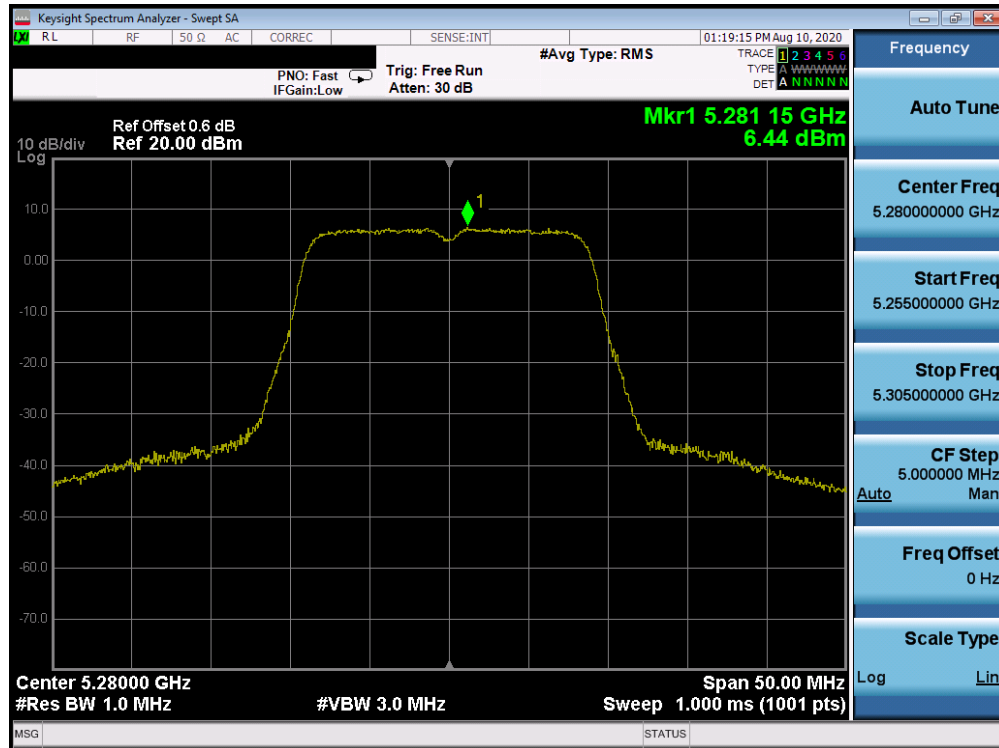 Keysight Spectrum Analyzer - Swept SA
LXI RL RF 50 Ω AC CORREC SENSE:INT 01:19:15 PM Aug 10, 2020
#Avg Type: RMS
TRACE 1 2 3 4 5 6
TYPE A WWWWW
DET A N N N N N
PNO: Fast
IFGain:Low
Trig: Free Run
Atten: 30 dB
Frequency
Mkr1 5.281 15 GHz
6.44 dBm
Ref Offset 0.6 dB
10 dB/div Ref 20.00 dBm
Log
1
10.0
0.00
-10.0
-20.0
-30.0
-40.0
-50.0
-60.0
-70.0
Center 5.28000 GHz
Span 50.00 MHz
#Res BW 1.0 MHz
#VBW 3.0 MHz
Sweep 1.000 ms (1001 pts)
Auto Tune
Center Freq
5.280000000 GHz
Start Freq
5.255000000 GHz
Stop Freq
5.305000000 GHz
CF Step
5.000000 MHz
Auto Man
Freq Offset
0 Hz
Scale Type
Log Lin
MSG
STATUS